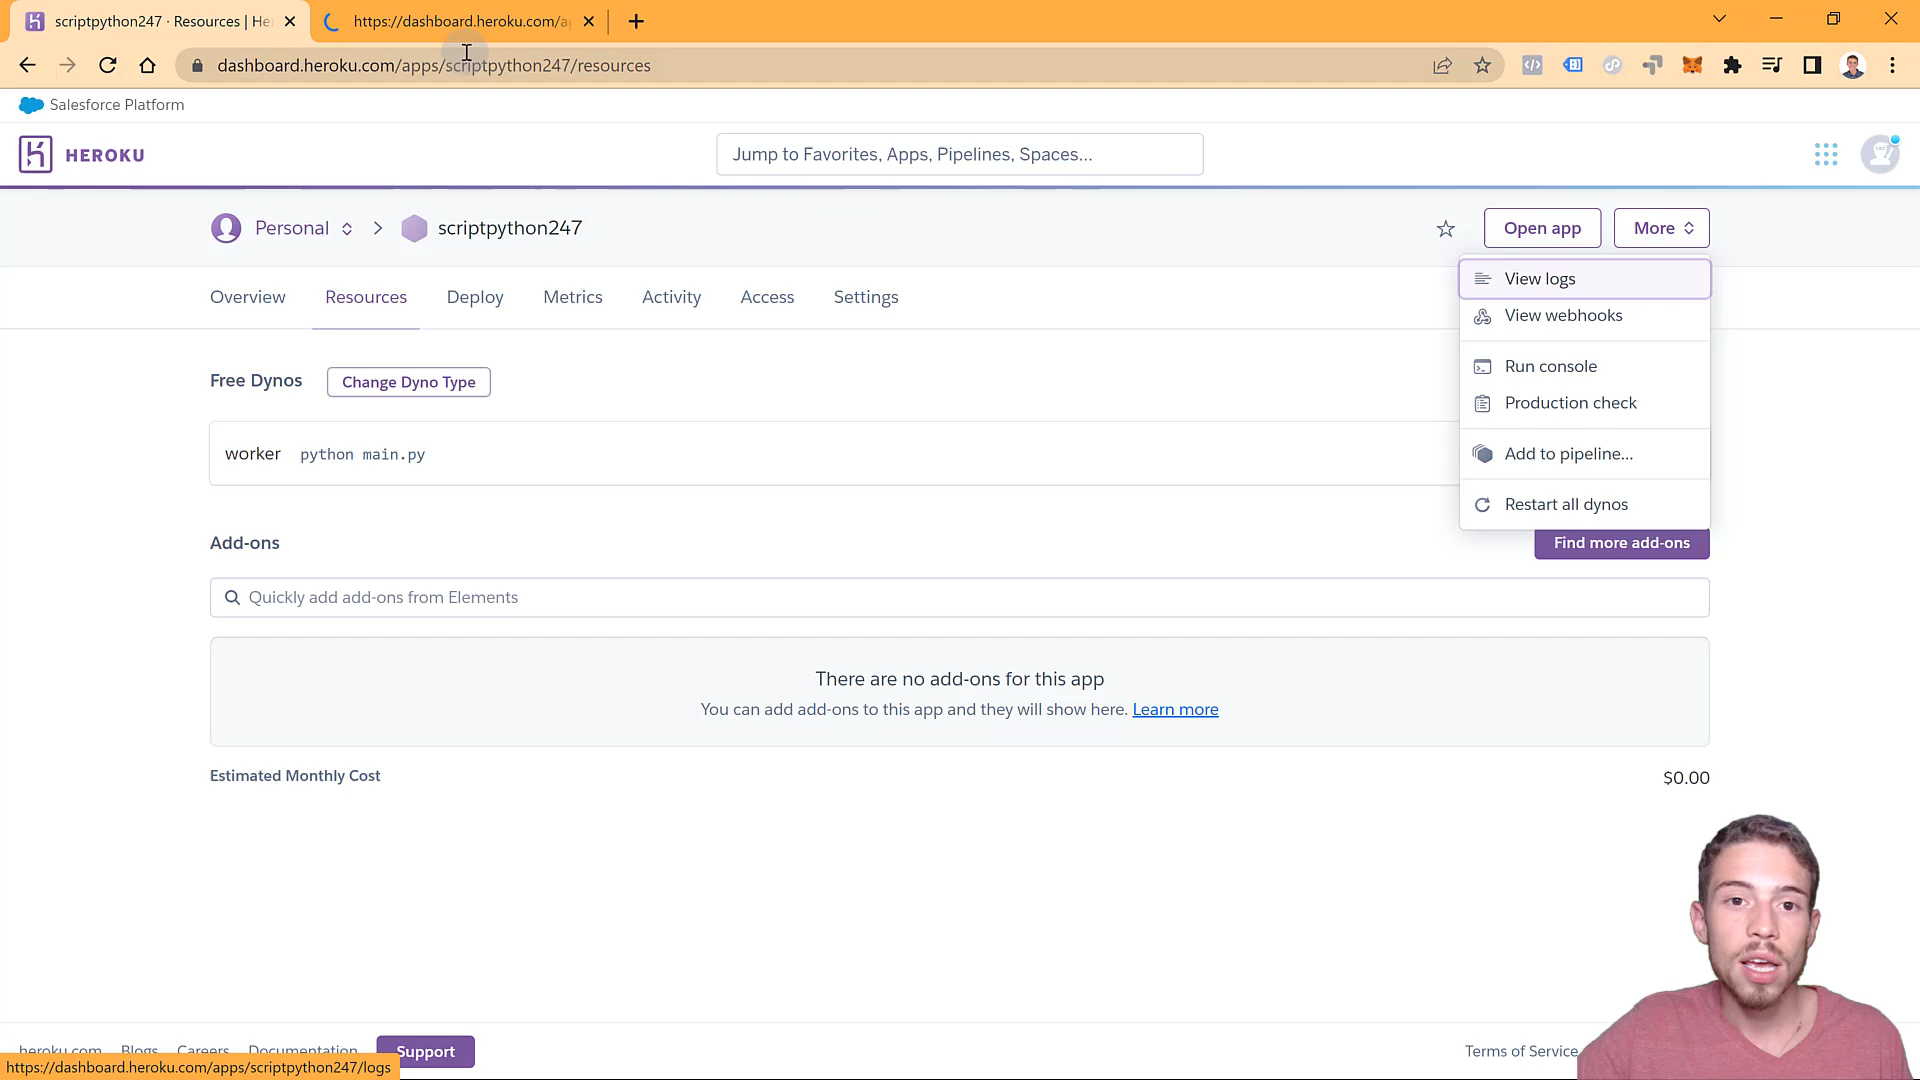 scriptpython247 · Resources | He
https://dashboard.heroku.com/a
dashboard.heroku.com/apps/scriptpython247/resources
Salesforce Platform
HEROKU
Jump to Favorites, Apps, Pipelines, Spaces...
Personal
scriptpython247
Open app
More
Overview
Resources
Deploy
Metrics
Activity
Access
Settings
View logs
View webhooks
Run console
Production check
Add to pipeline...
Restart all dynos
Free Dynos
Change Dyno Type
worker python main.py
Add-ons
Find more add-ons
Quickly add add-ons from Elements
There are no add-ons for this app
You can add add-ons to this app and they will show here. Learn more
Estimated Monthly Cost
$0.00
heroku.com
Blogs
Careers
Documentation
Support
Terms of Service
https://dashboard.heroku.com/apps/scriptpython247/logs